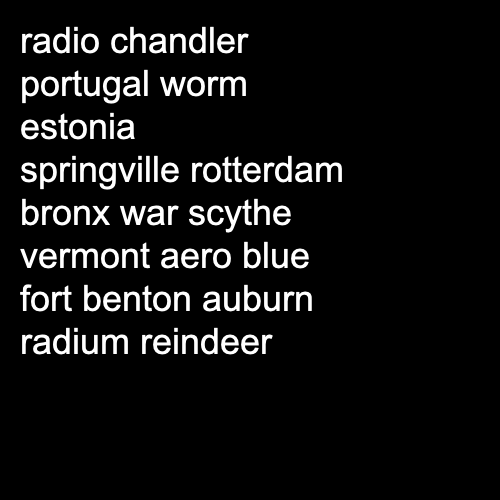 radio chandler
portugal worm
estonia
springville rotterdam
bronx war scythe
vermont aero blue
fort benton auburn
radium reindeer